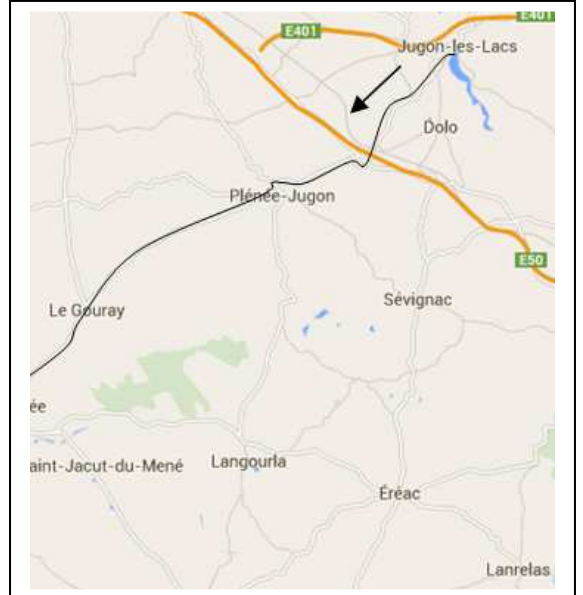 E401
E401
Jugon-les-Lacs
Dolo
Plénée-Jugon
E50
Sévignac
Le Gouray
ée
aint-Jacut-du-Mené
Langourla
Éréac
Lanrelas